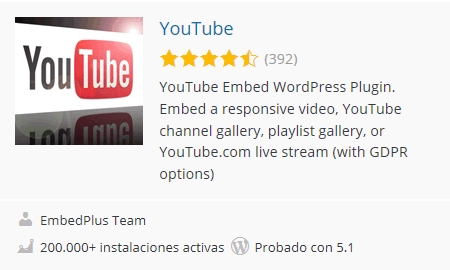 YouTube
YouTube
(392)
YouTube Embed WordPress Plugin.
Embed a responsive video, YouTube
channel gallery, playlist gallery, or
YouTube.com live stream (with GDPR
options)
EmbedPlus Team
200.000+ instalaciones activas
Probado con 5.1